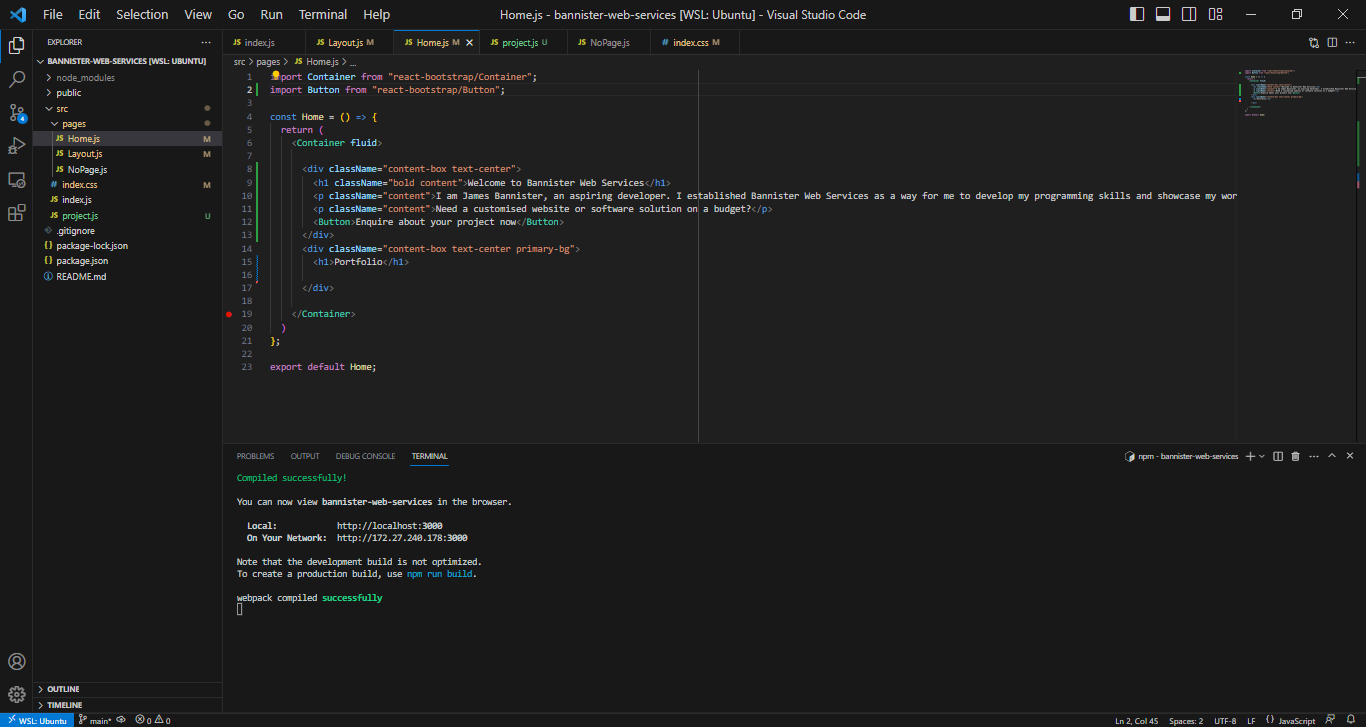 File Edit Selection View Go Run Terminal Help Home.js - bannister-web-services [WSL: Ubuntu] - Visual Studio Code
EXPLORER
BANNISTER-WEB-SERVICES [WSL: UBUNTU]
node_modules
public
src
pages
JS Home.js M
JS Layout.js M
JS NoPage.js
# index.css M
JS index.js
JS project.js U
.gitignore
{} package-lock.json
{} package.json
README.md
OUTLINE
TIMELINE
JS index.js JS Layout.js M JS Home.js M JS project.js U JS NoPage.js # index.css M
src > pages > JS Home.js > ...
1 import Container from "react-bootstrap/Container";
2 import Button from "react-bootstrap/Button";
3
4 const Home = () => {
5 return (
6 <Container fluid>
7
8 <div className="content-box text-center">
9 <h1 className="bold content">Welcome to Bannister Web Services</h1>
10 <p className="content">I am James Bannister, an aspiring developer. I established Bannister Web Services as a way for me to develop my programming skills and showcase my wor
11 <p className="content">Need a customised website or software solution on a budget?</p>
12 <Button>Enquire about your project now</Button>
13 </div>
14 <div className="content-box text-center primary-bg">
15 <h1>Portfolio</h1>
16
17 </div>
18
19 </Container>
20 )
21 };
22
23 export default Home;
PROBLEMS OUTPUT DEBUG CONSOLE TERMINAL npm - bannister-web-services
Compiled successfully!
You can now view bannister-web-services in the browser.
Local: http://localhost:3000
On Your Network: http://172.27.240.178:3000
Note that the development build is not optimized.
To create a production build, use npm run build.
webpack compiled successfully
4
WSL: Ubuntu main* 0 0 Ln 2, Col 45 Spaces: 2 UTF-8 LF {} JavaScript